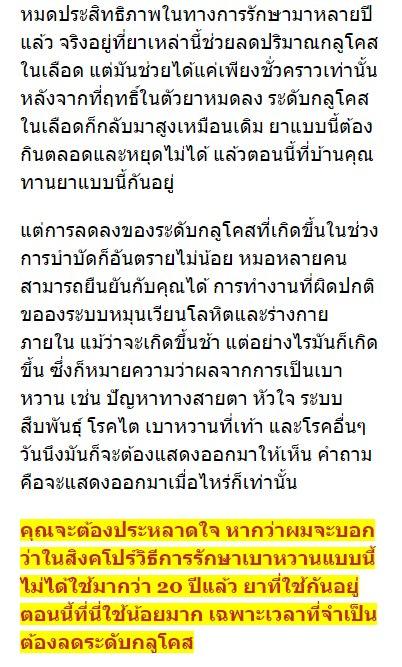 หมดประสิทธิภาพในทางการรักษามาหลายปี
แล้ว จริงอยู่ที่ยาเหล่านี้ช่วยลดปริมาณกลูโคส
ในเลือด แต่มันช่วยได้แค่เพียงชั่วคราวเท่านั้น
หลังจากที่ฤทธิ์ในตัวยาหมดลง ระดับกลูโคส
ในเลือดก็กลับมาสูงเหมือนเดิม ยาแบบนี้ต้อง
กินตลอดและหยุดไม่ได้ แล้วตอนนี้ที่บ้านคุณ
ทานยาแบบนี้กันอยู่
แต่การลดลงของระดับกลูโคสที่เกิดขึ้นในช่วง
การบำบัดก็อันตรายไม่น้อย หมอหลายคน
สามารถยืนยันกับคุณได้ การทำงานที่ผิดปกติ
ขอองระบบหมุนเวียนโลหิตและร่างกาย
ภายใน แม้ว่าจะเกิดขึ้นช้า แต่อย่างไรมันก็เกิด
ขึ้น ซึ่งก็หมายความว่าผลจากการเป็นเบา
หวาน เช่น ปัญหาทางสายตา หัวใจ ระบบ
สืบพันธุ์ โรคไต เบาหวานที่เท้า และโรคอื่นๆ
วันนึงมันก็จะต้องแสดงออกมาให้เห็น คำถาม
คือจะแสดงออกมาเมื่อไหร่ก็เท่านั้น
คุณจะต้องประหลาดใจ หากว่าผมจะบอก
ว่าในสิงคโปร์วิธีการรักษาเบาหวานแบบนี้
ไม่ได้ใช้มากว่า 20 ปีแล้ว ยาที่ใช้กันอยู่
ตอนนี้ที่นี่ใช้น้อยมาก เฉพาะเวลาที่จำเป็น
ต้องลดระดับกลูโคส